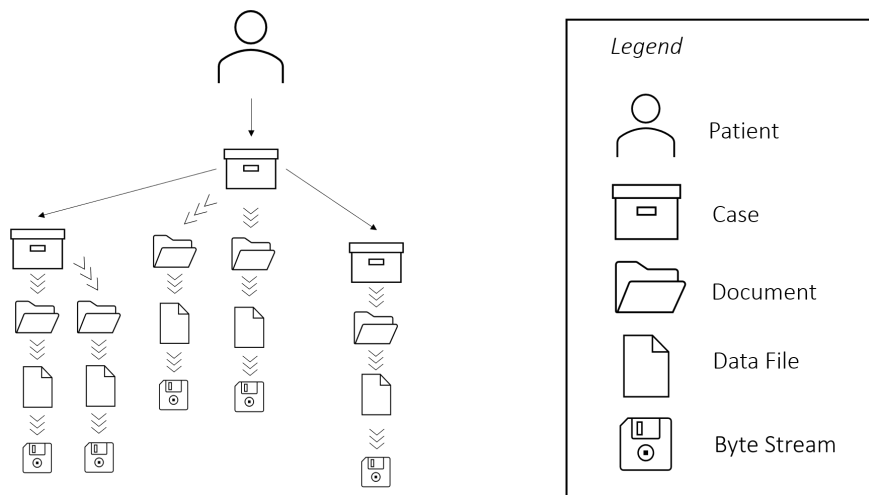 Legend
Patient
Case
Document
Data File
Byte Stream